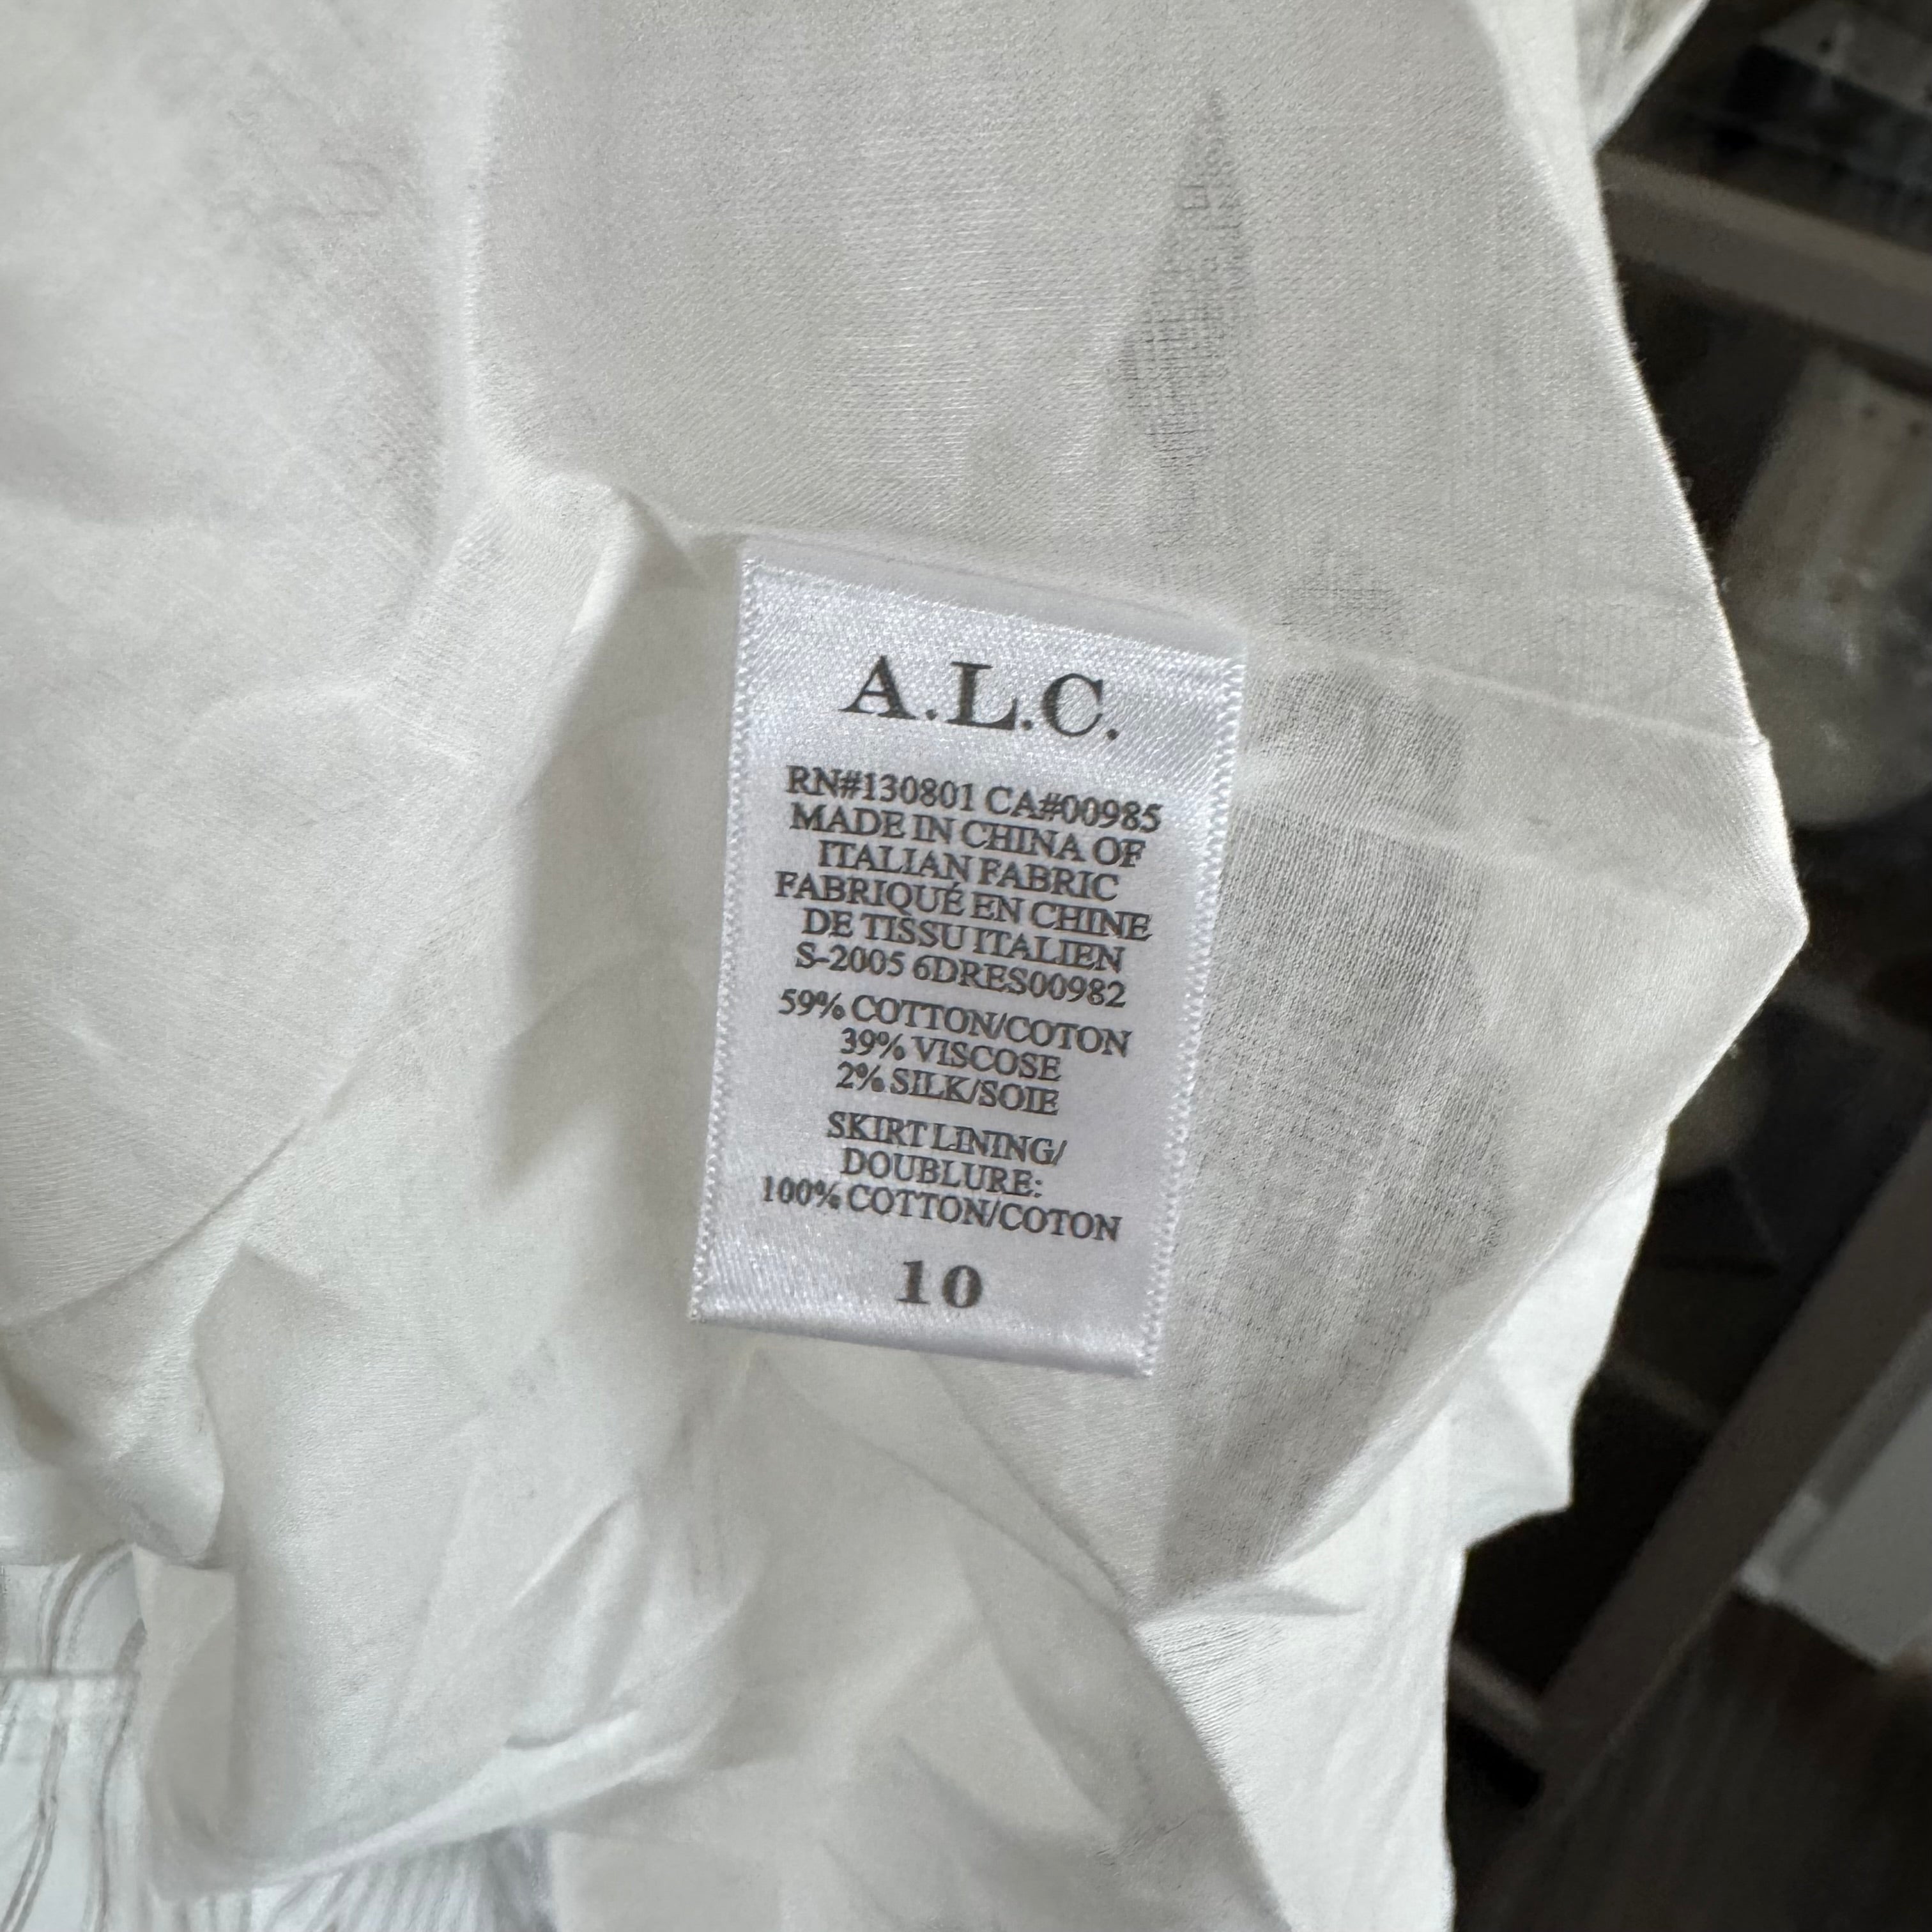 A.L.C.
RN#130801 CA#00985
MADE IN CHINA OF
ITALIAN FABRIC
FABRIQUÉ EN CHINE
DE TISSU ITALIEN
S-2005 6DRES00982
59% COTTON/COTON
39% VISCOSE
2% SILK/SOIE
SKIRT LINING/
DOUBLURE:
100% COTTON/COTON
10